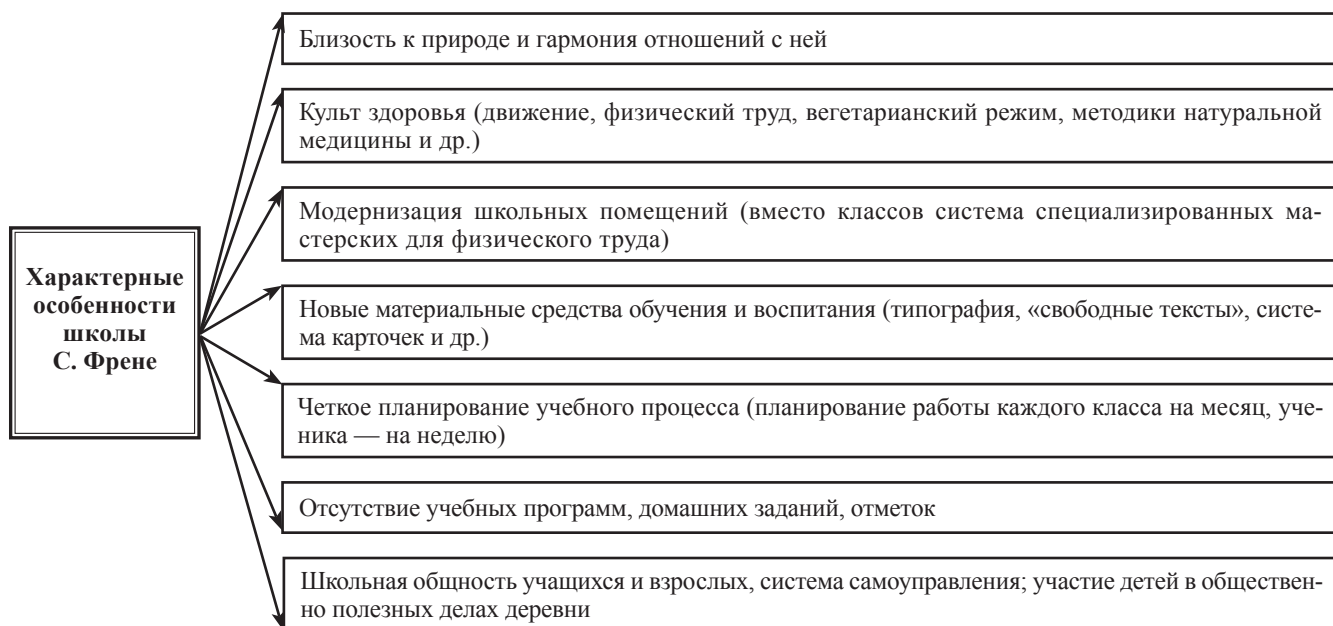 Характерные
особенности
школы
С. Френе
Близость к природе и гармония отношений с ней
Культ здоровья (движение, физический труд, вегетарианский режим, методики натуральной
медицины и др.)
Модернизация школьных помещений (вместо классов система специализированных ма-
стерских для физического труда)
Новые материальные средства обучения и воспитания (типография, «свободные тексты», систе-
ма карточек и др.)
Четкое планирование учебного процесса (планирование работы каждого класса на месяц, уче-
ника — на неделю)
Отсутствие учебных программ, домашних заданий, отметок
Школьная общность учащихся и взрослых, система самоуправления; участие детей в обществен-
но полезных делах деревни